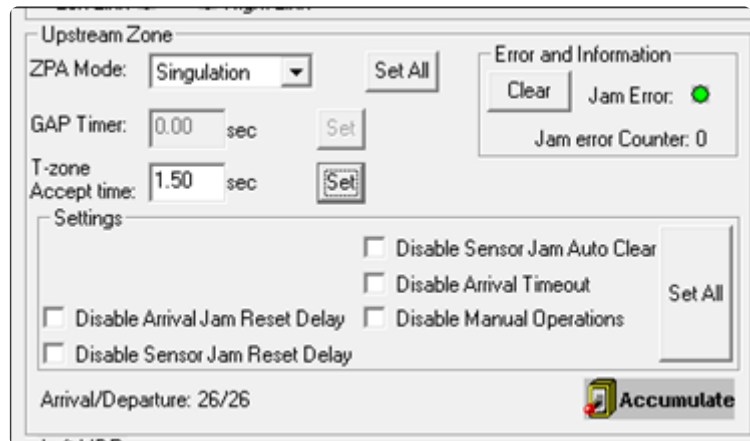 Upstream Zone
ZPA Mode: Singulation Set All
Error and Information
Clear Jam Error:
Jam error Counter: 0
GAP Timer: 0.00 sec Set
T-zone
Accept time: 1.50 sec Set
Settings
Disable Sensor Jam Auto Clear
Disable Arrival Timeout
Disable Arrival Jam Reset Delay Disable Manual Operations
Disable Sensor Jam Reset Delay
Set All
Arrival/Departure: 26/26 Accumulate